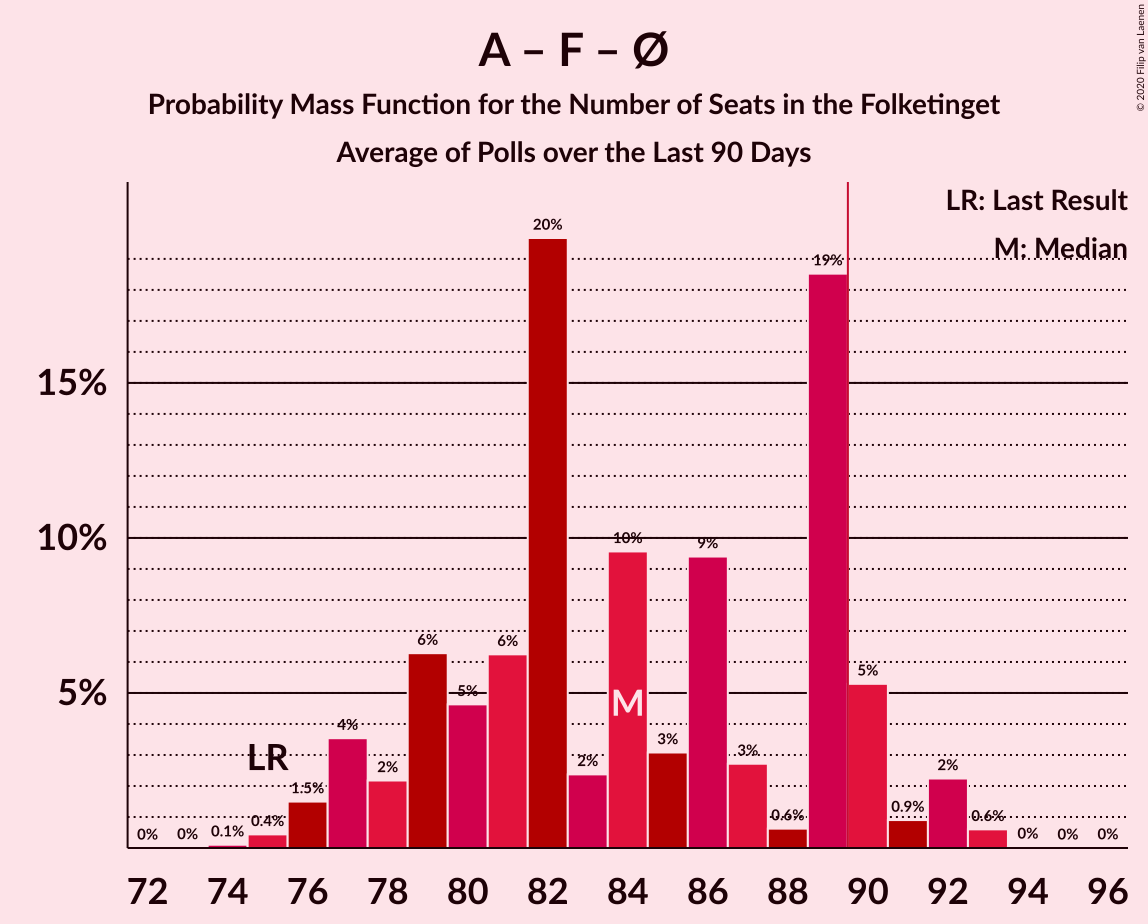 A – F – Ø
Probability Mass Function for the Number of Seats in the Folketinget
Average of Polls over the Last 90 Days
© 2020 Filip van Laenen
LR: Last Result
M: Median
15%
10%
5%
0% 0% 0.1% 0.4% 1.5% 4% 2% 6% 5% 6% 20% 2% 10% 3% 9% 3% 0.6% 19% 5% 0.9% 2% 0.6% 0% 0% 0%
LR
M
72 74 76 78 80 82 84 86 88 90 92 94 96